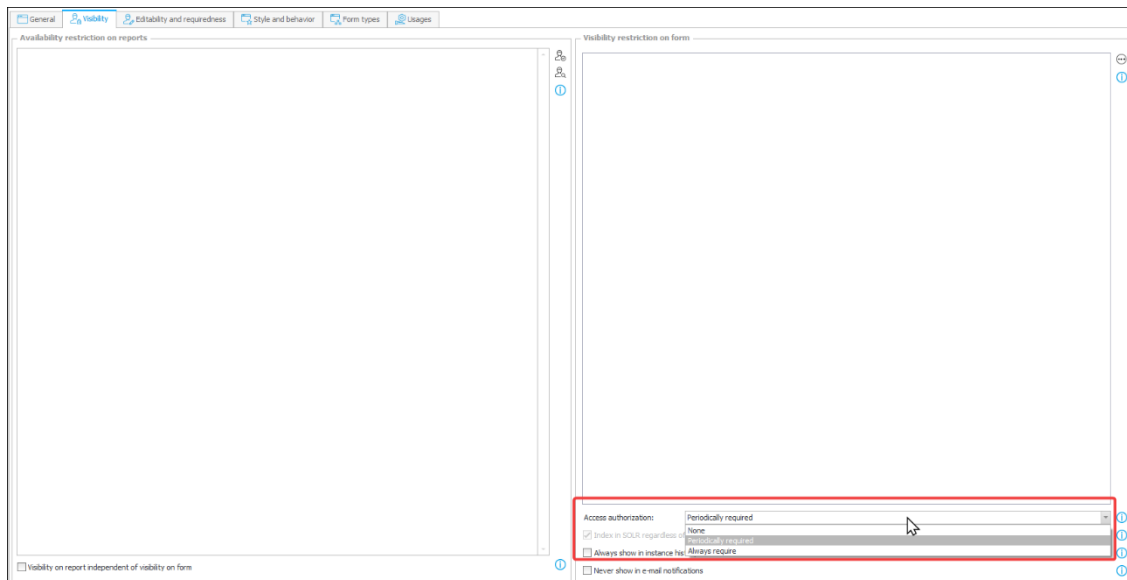 General
Visibility
Editability and requiredness
Style and behavior
Form types
Usages
Availability restriction on reports
Visibility on report independent of visibility on form
Visibility restriction on form
Access authorization:
Periodically required
None
Periodically required
Always require
Index in SOLR regardless of
Always show in instance his
Never show in e-mail notifications